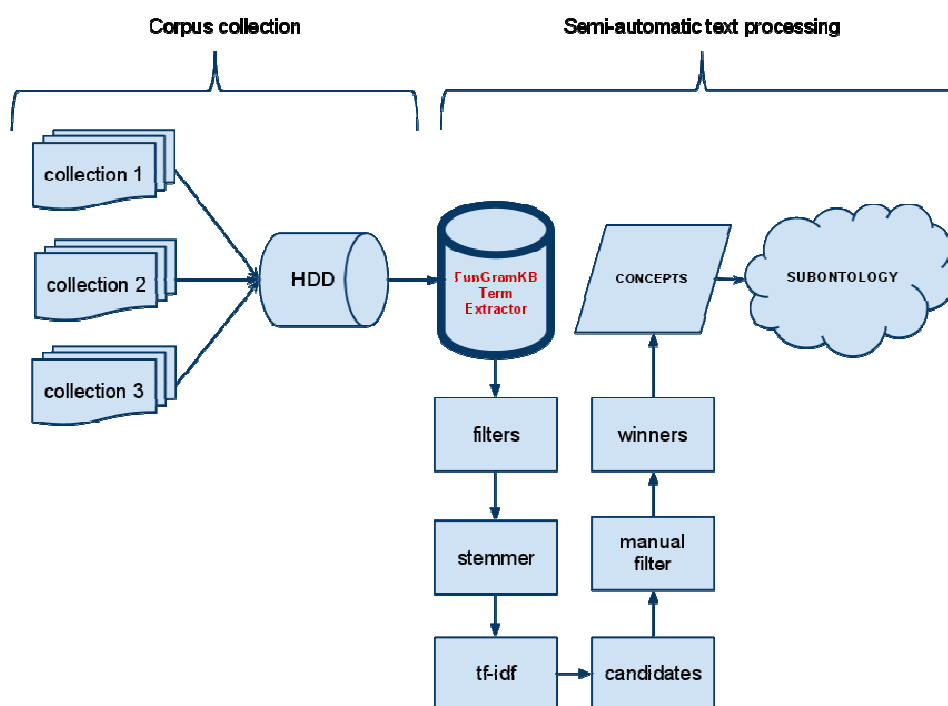 Corpus collection
Semi-automatic text processing
collection 1
collection 2
collection 3
HDD
FunGramKB
Term
Extractor
filters
stemmer
tf-idf
candidates
manual
filter
winners
CONCEPTS
SUBONTOLOGY